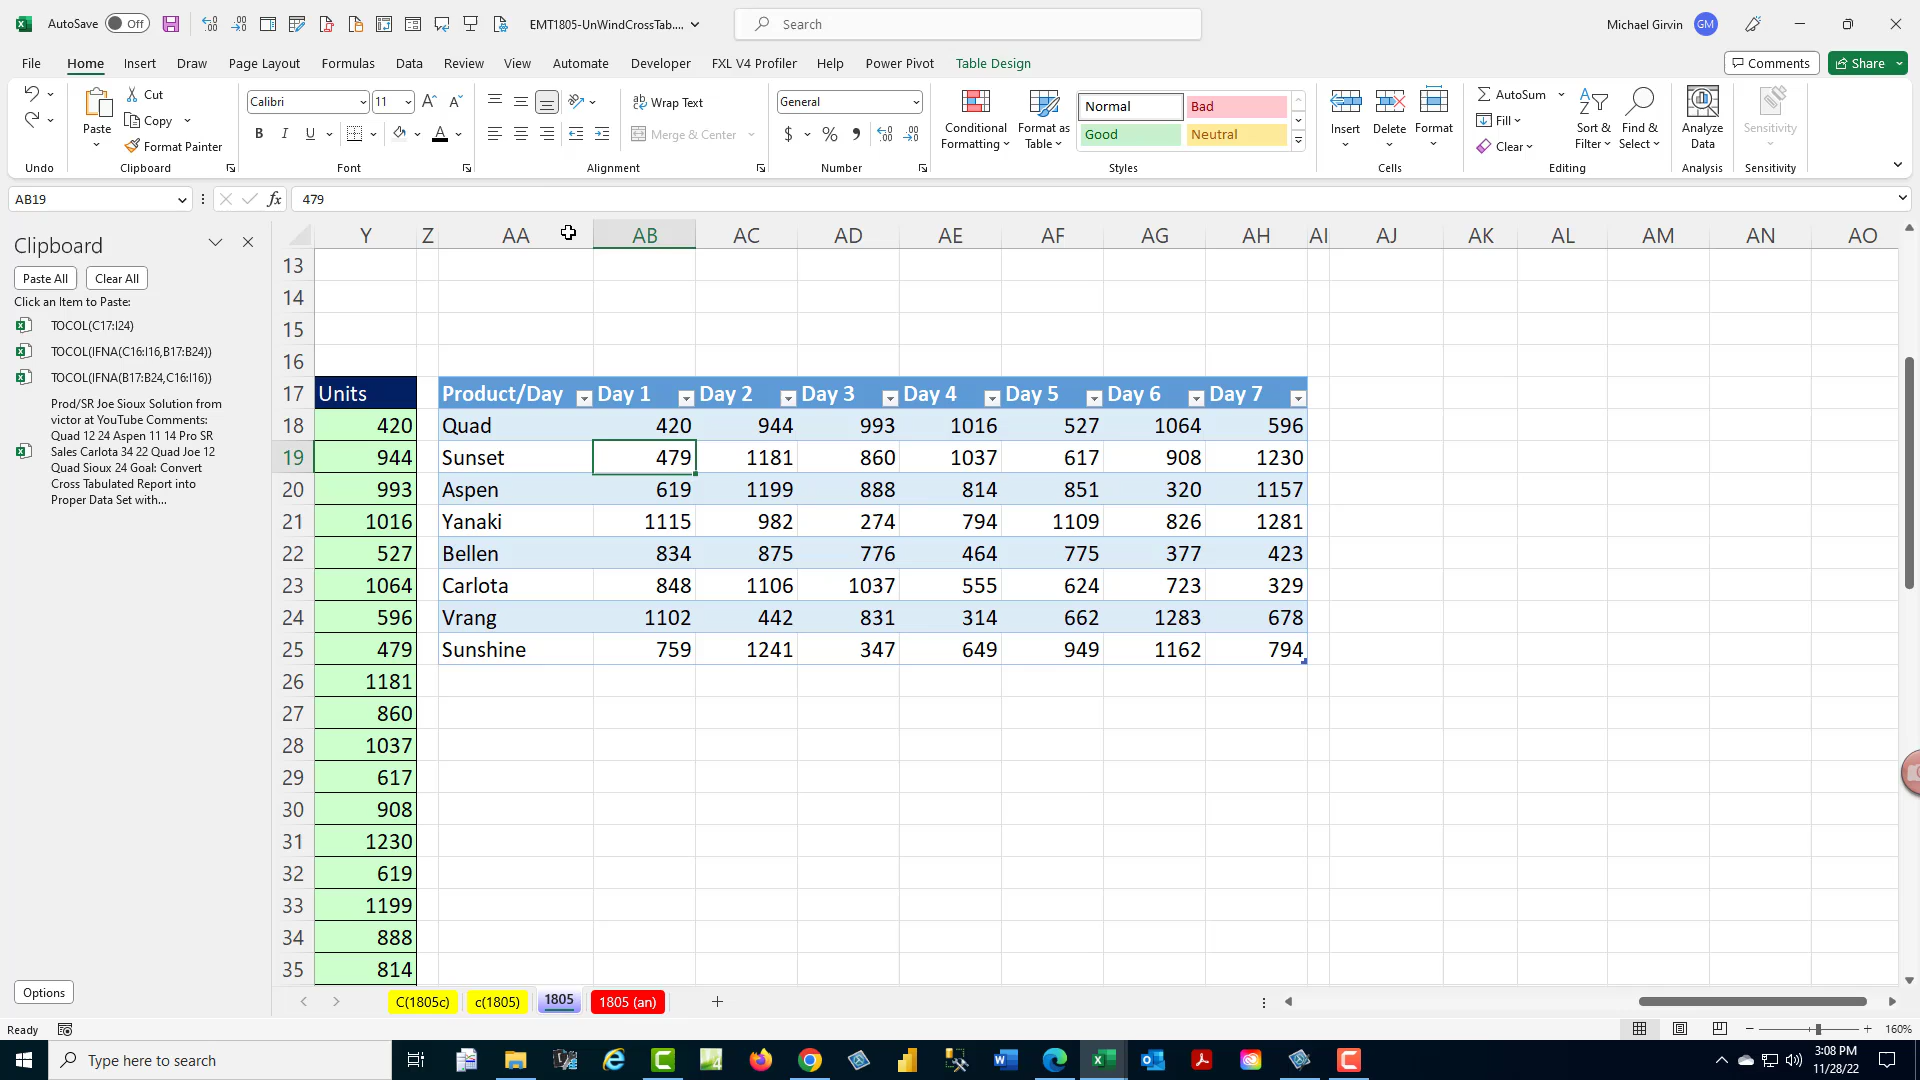 AutoSave Off EMT1805-UnWindCrossTab.... Search Michael Girvin GM
File Home Insert Draw Page Layout Formulas Data Review View Automate Developer FXL V4 Profiler Help Power Pivot Table Design Comments Share
Paste Cut Copy Format Painter
Calibri 11
Wrap Text
Merge & Center
General
Conditional Formatting Format as Table
Normal Bad
Good Neutral
Insert Delete Format
AutoSum
Fill
Clear
Sort & Filter Find & Select Analyze Data Sensitivity
Undo Clipboard Font Alignment Number Styles Cells Editing Analysis Sensitivity
AB19 fx 479
Clipboard
Paste All Clear All
Click an Item to Paste:
TOCOL(C17:I24)
TOCOL(IFNA(C16:I16,B17:B24))
TOCOL(IFNA(B17:B24,C16:I16))
Prod/SR Joe Sioux Solution from
victor at YouTube Comments:
Quad 12 24 Aspen 11 14 Pro SR
Sales Carlota 34 22 Quad Joe 12
Quad Sioux 24 Goal: Convert
Cross Tabulated Report into
Proper Data Set with...
Options
Y Z AA AB AC AD AE AF AG AH AI AJ AK AL AM AN AO
13
14
15
16
17 Units Product/Day Day 1 Day 2 Day 3 Day 4 Day 5 Day 6 Day 7
18 420 Quad 420 944 993 1016 527 1064 596
19 944 Sunset 479 1181 860 1037 617 908 1230
20 993 Aspen 619 1199 888 814 851 320 1157
21 1016 Yanaki 1115 982 274 794 1109 826 1281
22 527 Bellen 834 875 776 464 775 377 423
23 1064 Carlota 848 1106 1037 555 624 723 329
24 596 Vrang 1102 442 831 314 662 1283 678
25 479 Sunshine 759 1241 347 649 949 1162 794
26 1181
27 860
28 1037
29 617
30 908
31 1230
32 619
33 1199
34 888
35 814
C(1805c) c(1805) 1805 1805 (an)
Ready 160%
Type here to search
3:08 PM
11/28/22